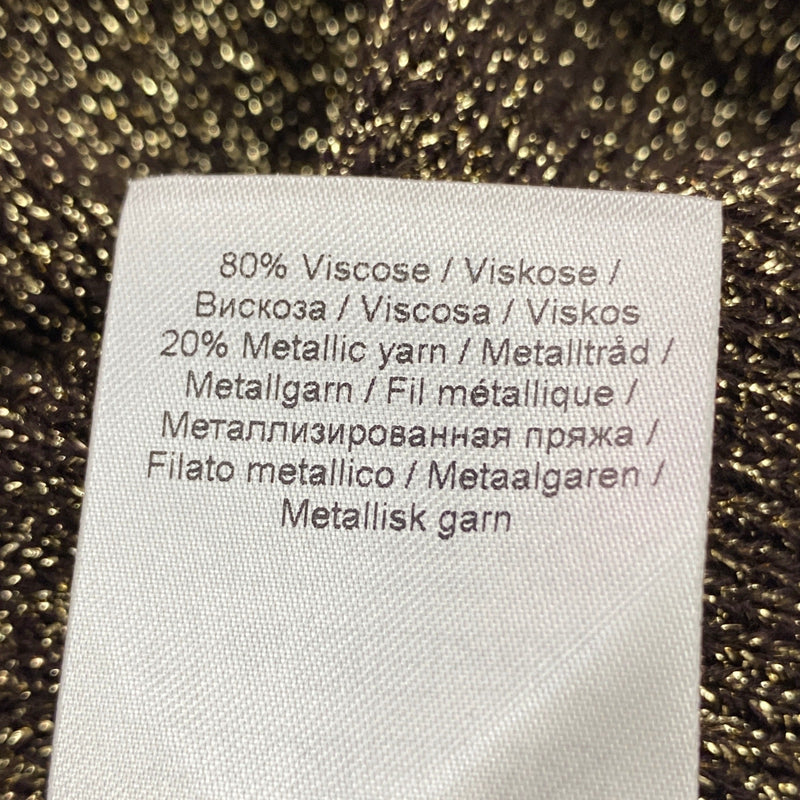 80% Viscose / Viskose /
Вискоза / Viscosa / Viskos
20% Metallic yarn / Metalltråd /
Metallgarn / Fil métallique /
Металлизированная пряжа /
Filato metallico / Metaalgaren /
Metallisk garn